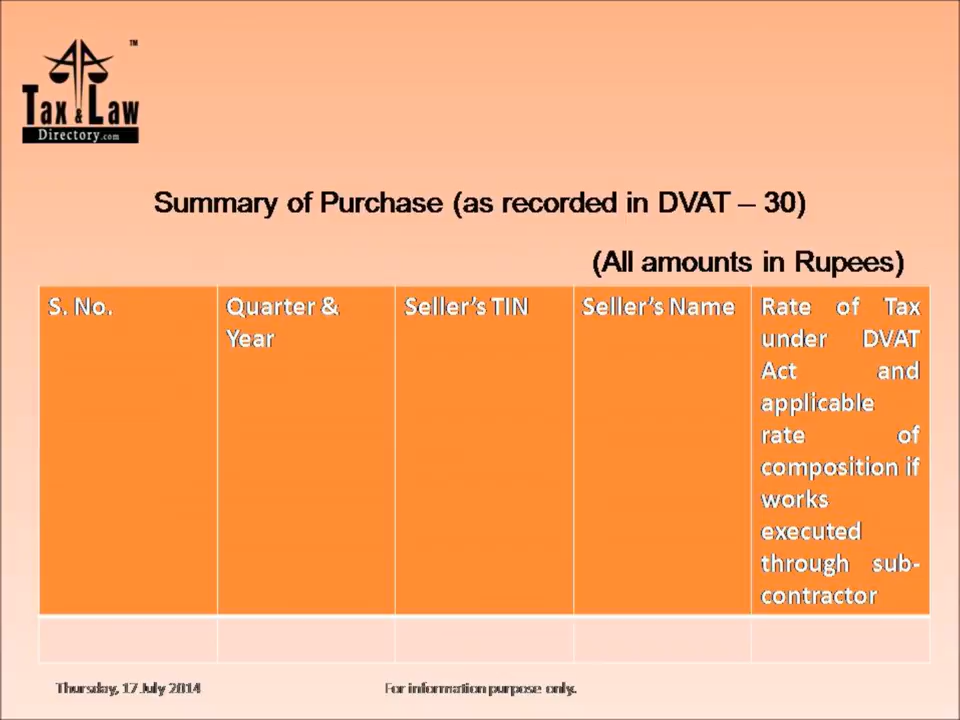 TM
Tax & Law
Directory.com
Summary of Purchase (as recorded in DVAT – 30)
(All amounts in Rupees)
S. No.
Quarter &
Year
Seller’s TIN
Seller’s Name
Rate of Tax
under DVAT
Act and
applicable
rate of
composition if
works
executed
through sub-
contractor
Thursday, 17 July 2014
For information purpose only.